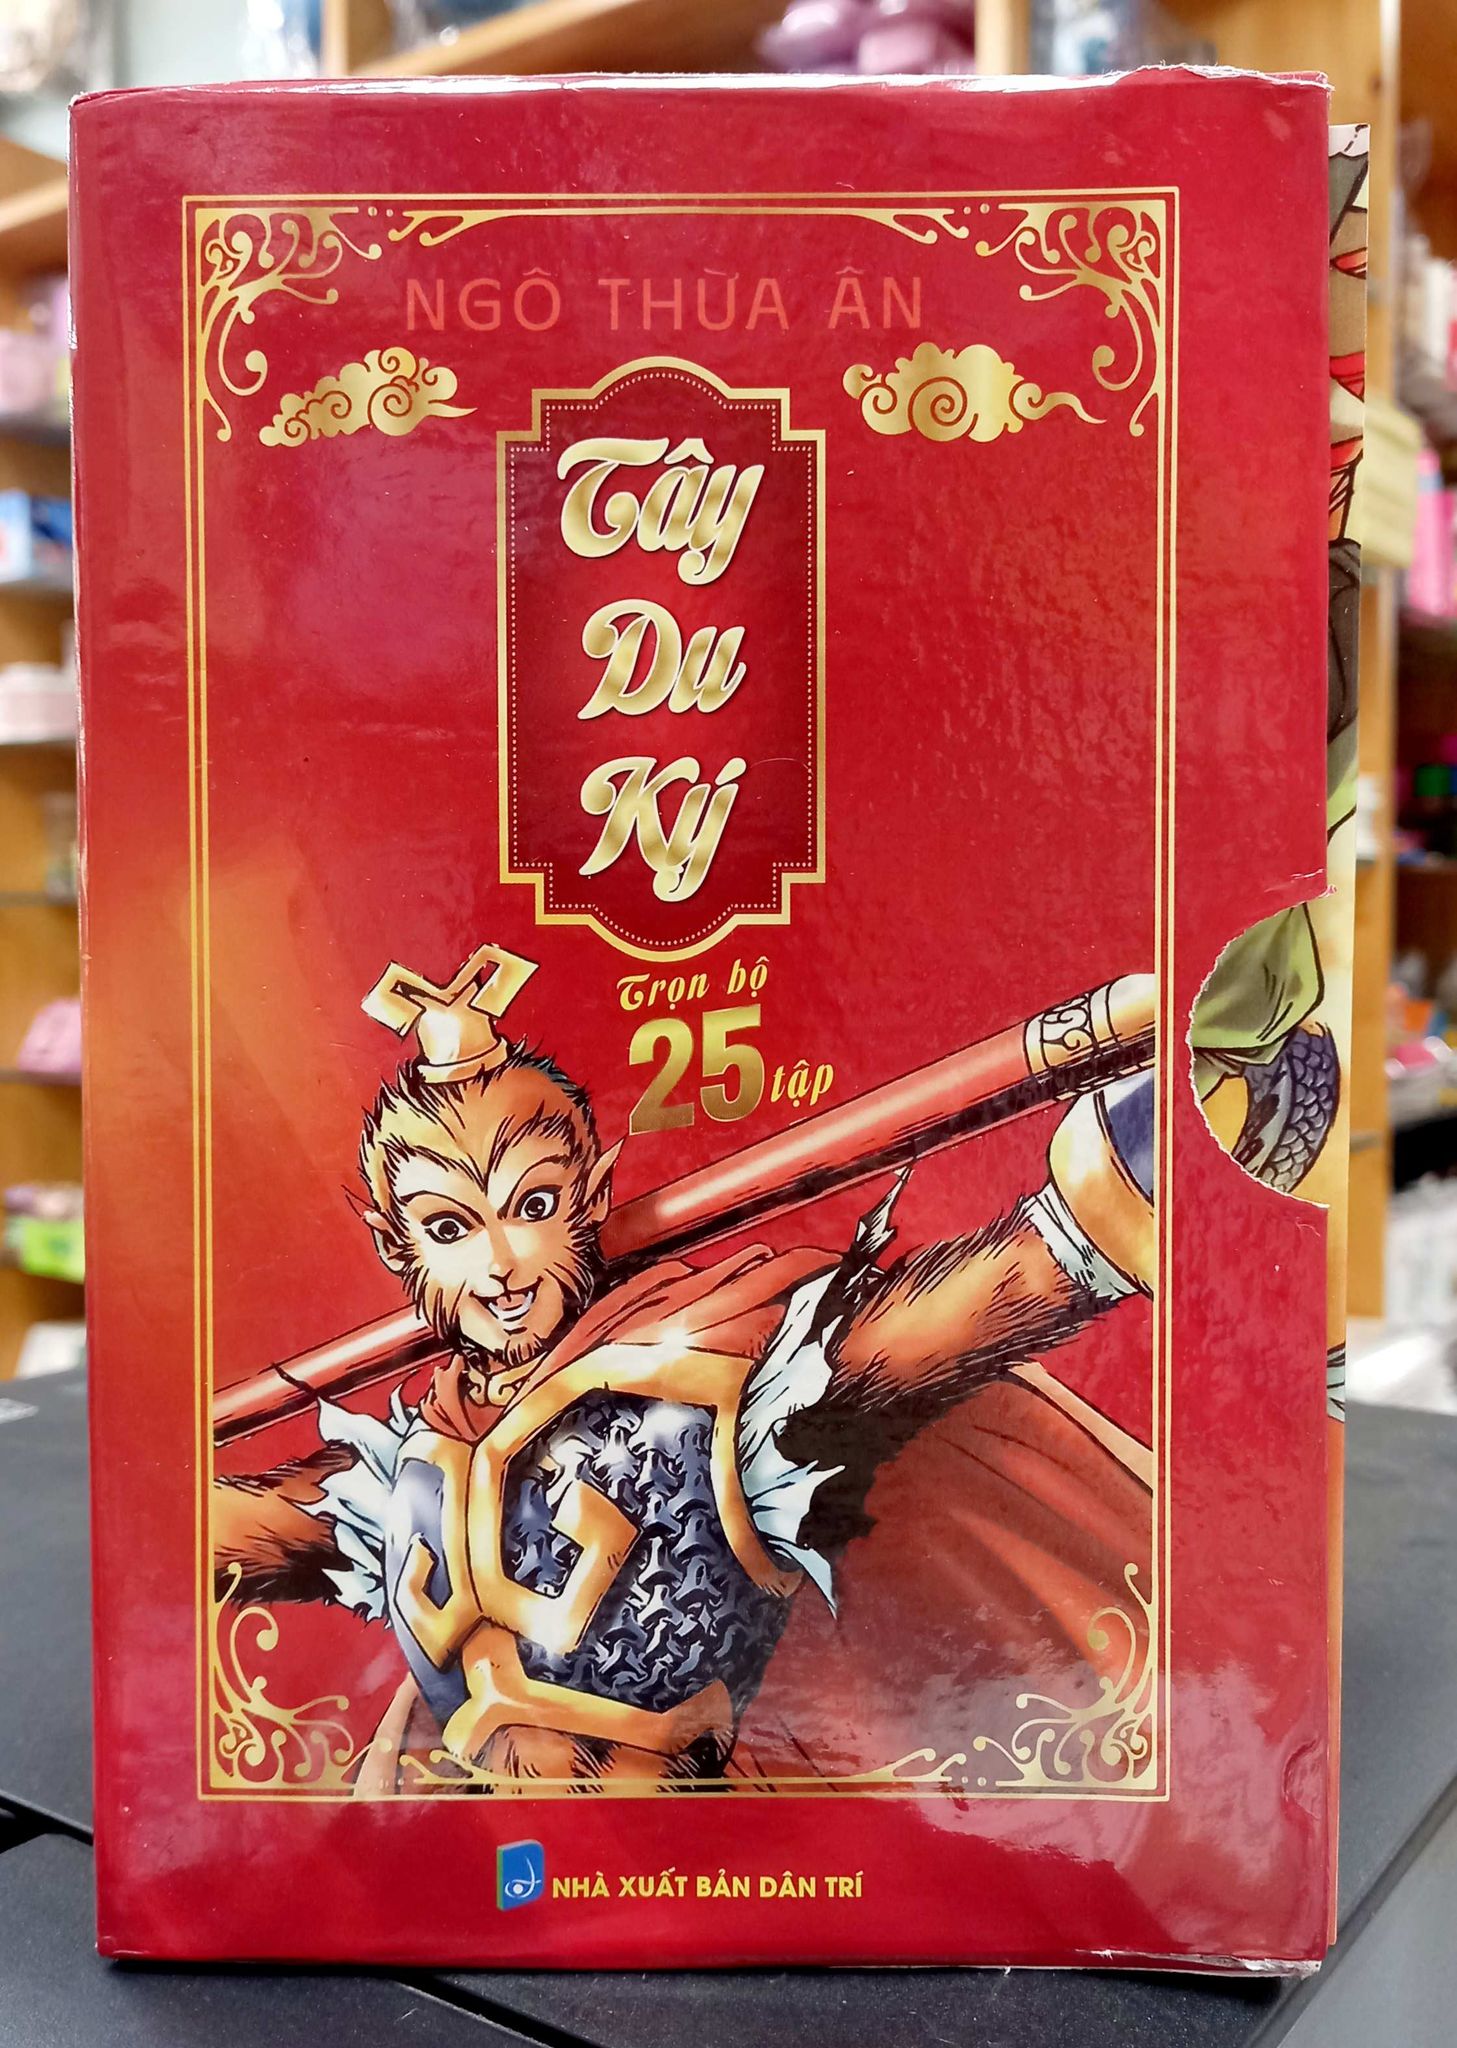 NGÔ THỪA ÂN
Tây
Du
Ký
Trọn bộ
25 tập
NHÀ XUẤT BẢN DÂN TRÍ